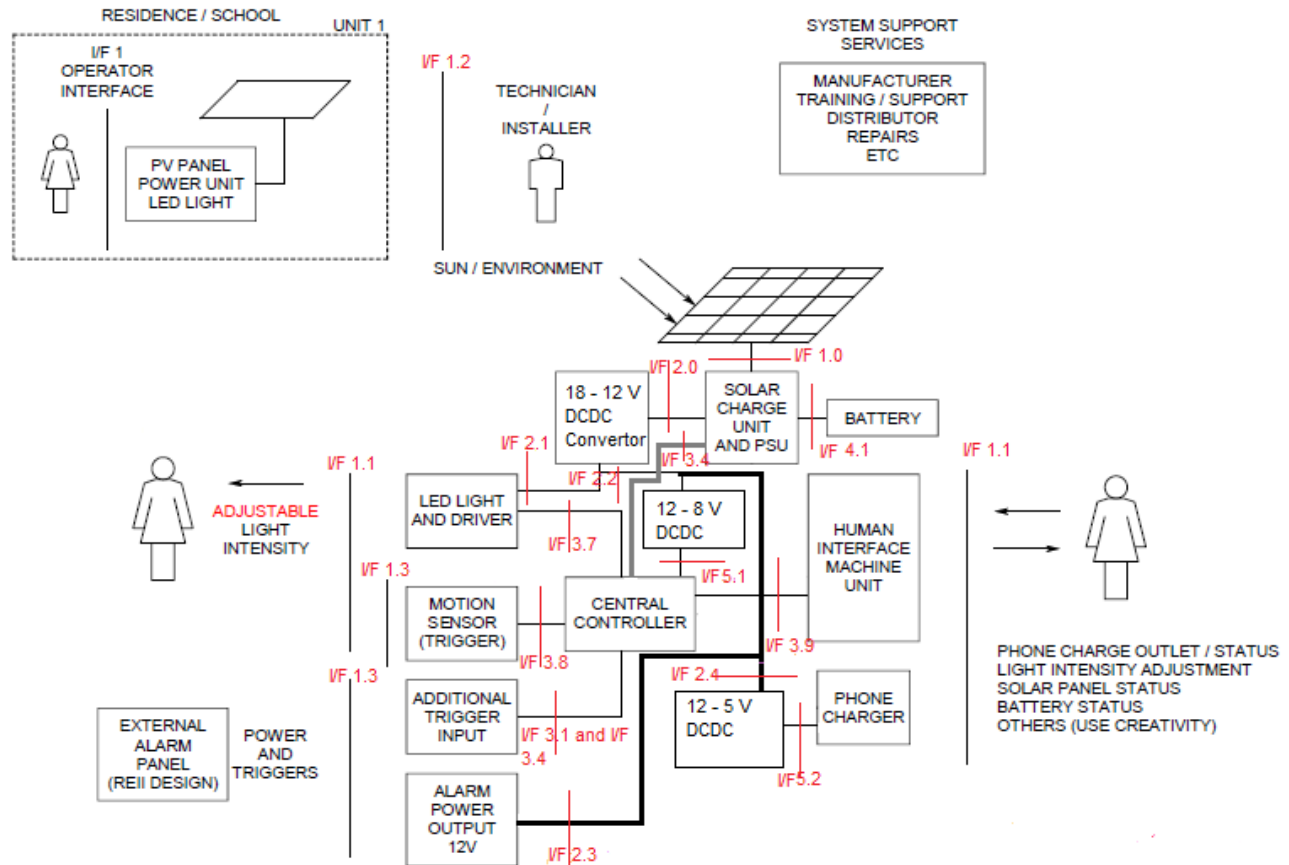 RESIDENCE / SCHOOL
UNIT 1
I/F 1
OPERATOR
INTERFACE
PV PANEL
POWER UNIT
LED LIGHT
I/F 1.2
TECHNICIAN
/
INSTALLER
SYSTEM SUPPORT
SERVICES
MANUFACTURER
TRAINING / SUPPORT
DISTRIBUTOR
REPAIRS
ETC
SUN / ENVIRONMENT
I/F 1.0
I/F 2.0
18 - 12 V
DCDC
Convertor
SOLAR
CHARGE
UNIT
AND PSU
BATTERY
I/F 4.1
I/F 3.4
I/F 2.1
I/F 2.2
I/F 1.1
ADJUSTABLE
LIGHT
INTENSITY
LED LIGHT
AND DRIVER
I/F 3.7
12 - 8 V
DCDC
I/F 5.1
HUMAN
INTERFACE
MACHINE
UNIT
I/F 1.1
I/F 1.3
MOTION
SENSOR
(TRIGGER)
I/F 3.8
CENTRAL
CONTROLLER
I/F 3.9
PHONE CHARGE OUTLET / STATUS
LIGHT INTENSITY ADJUSTMENT
SOLAR PANEL STATUS
BATTERY STATUS
OTHERS (USE CREATIVITY)
I/F 1.3
EXTERNAL
ALARM
PANEL
(REII DESIGN)
POWER
AND
TRIGGERS
ADDITIONAL
TRIGGER
INPUT
I/F 3.1 and I/F
3.4
I/F 2.4
12 - 5 V
DCDC
PHONE
CHARGER
I/F 5.2
ALARM
POWER
OUTPUT
12V
I/F 2.3